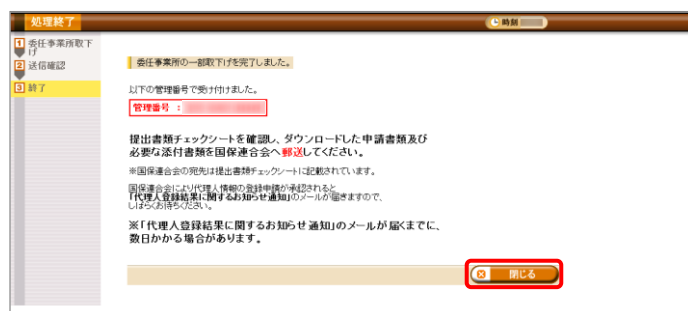 処理終了
時刻
1 委任事業所取下げ
2 送信確認
3 終了
委任事業所の一部取下げを完了しました。
以下の管理番号で受け付けました。
管理番号 :
提出書類チェックシートを確認し、ダウンロードした申請書類及び
必要な添付書類を国保連合会へ郵送してください。
※国保連合会の宛先は提出書類チェックシートに記載されています。
国保連合会により代理人情報の登録申請が承認されると
「代理人登録結果に関するお知らせ通知」のメールが届きますので、
しばらくお待ちください。
※「代理人登録結果に関するお知らせ通知」のメールが届くまでに、
数日かかる場合があります。
閉じる